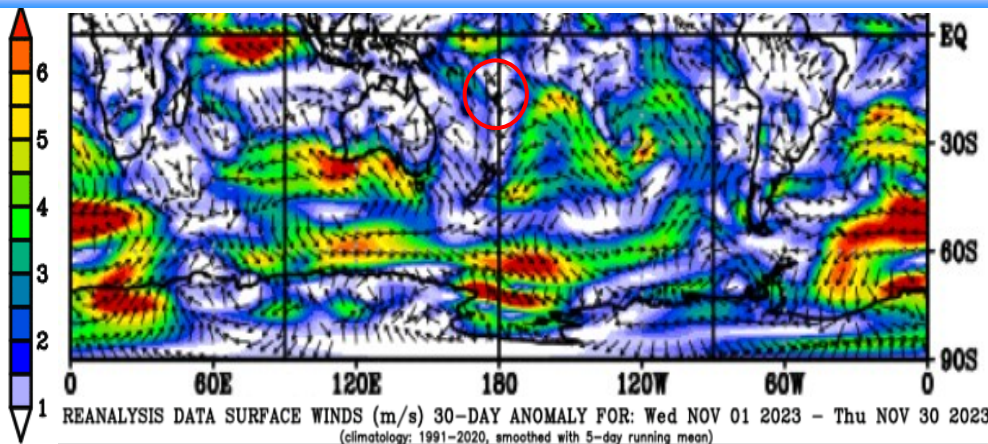 6
5
4
3
2
1
EQ
30S
60S
90S
0 60E 120E 180 120W 60W 0
REANALYSIS DATA SURFACE WINDS (m/s) 30-DAY ANOMALY FOR: Wed NOV 01 2023 - Thu NOV 30 2023
(climatology: 1991-2020, smoothed with 5-day running mean)